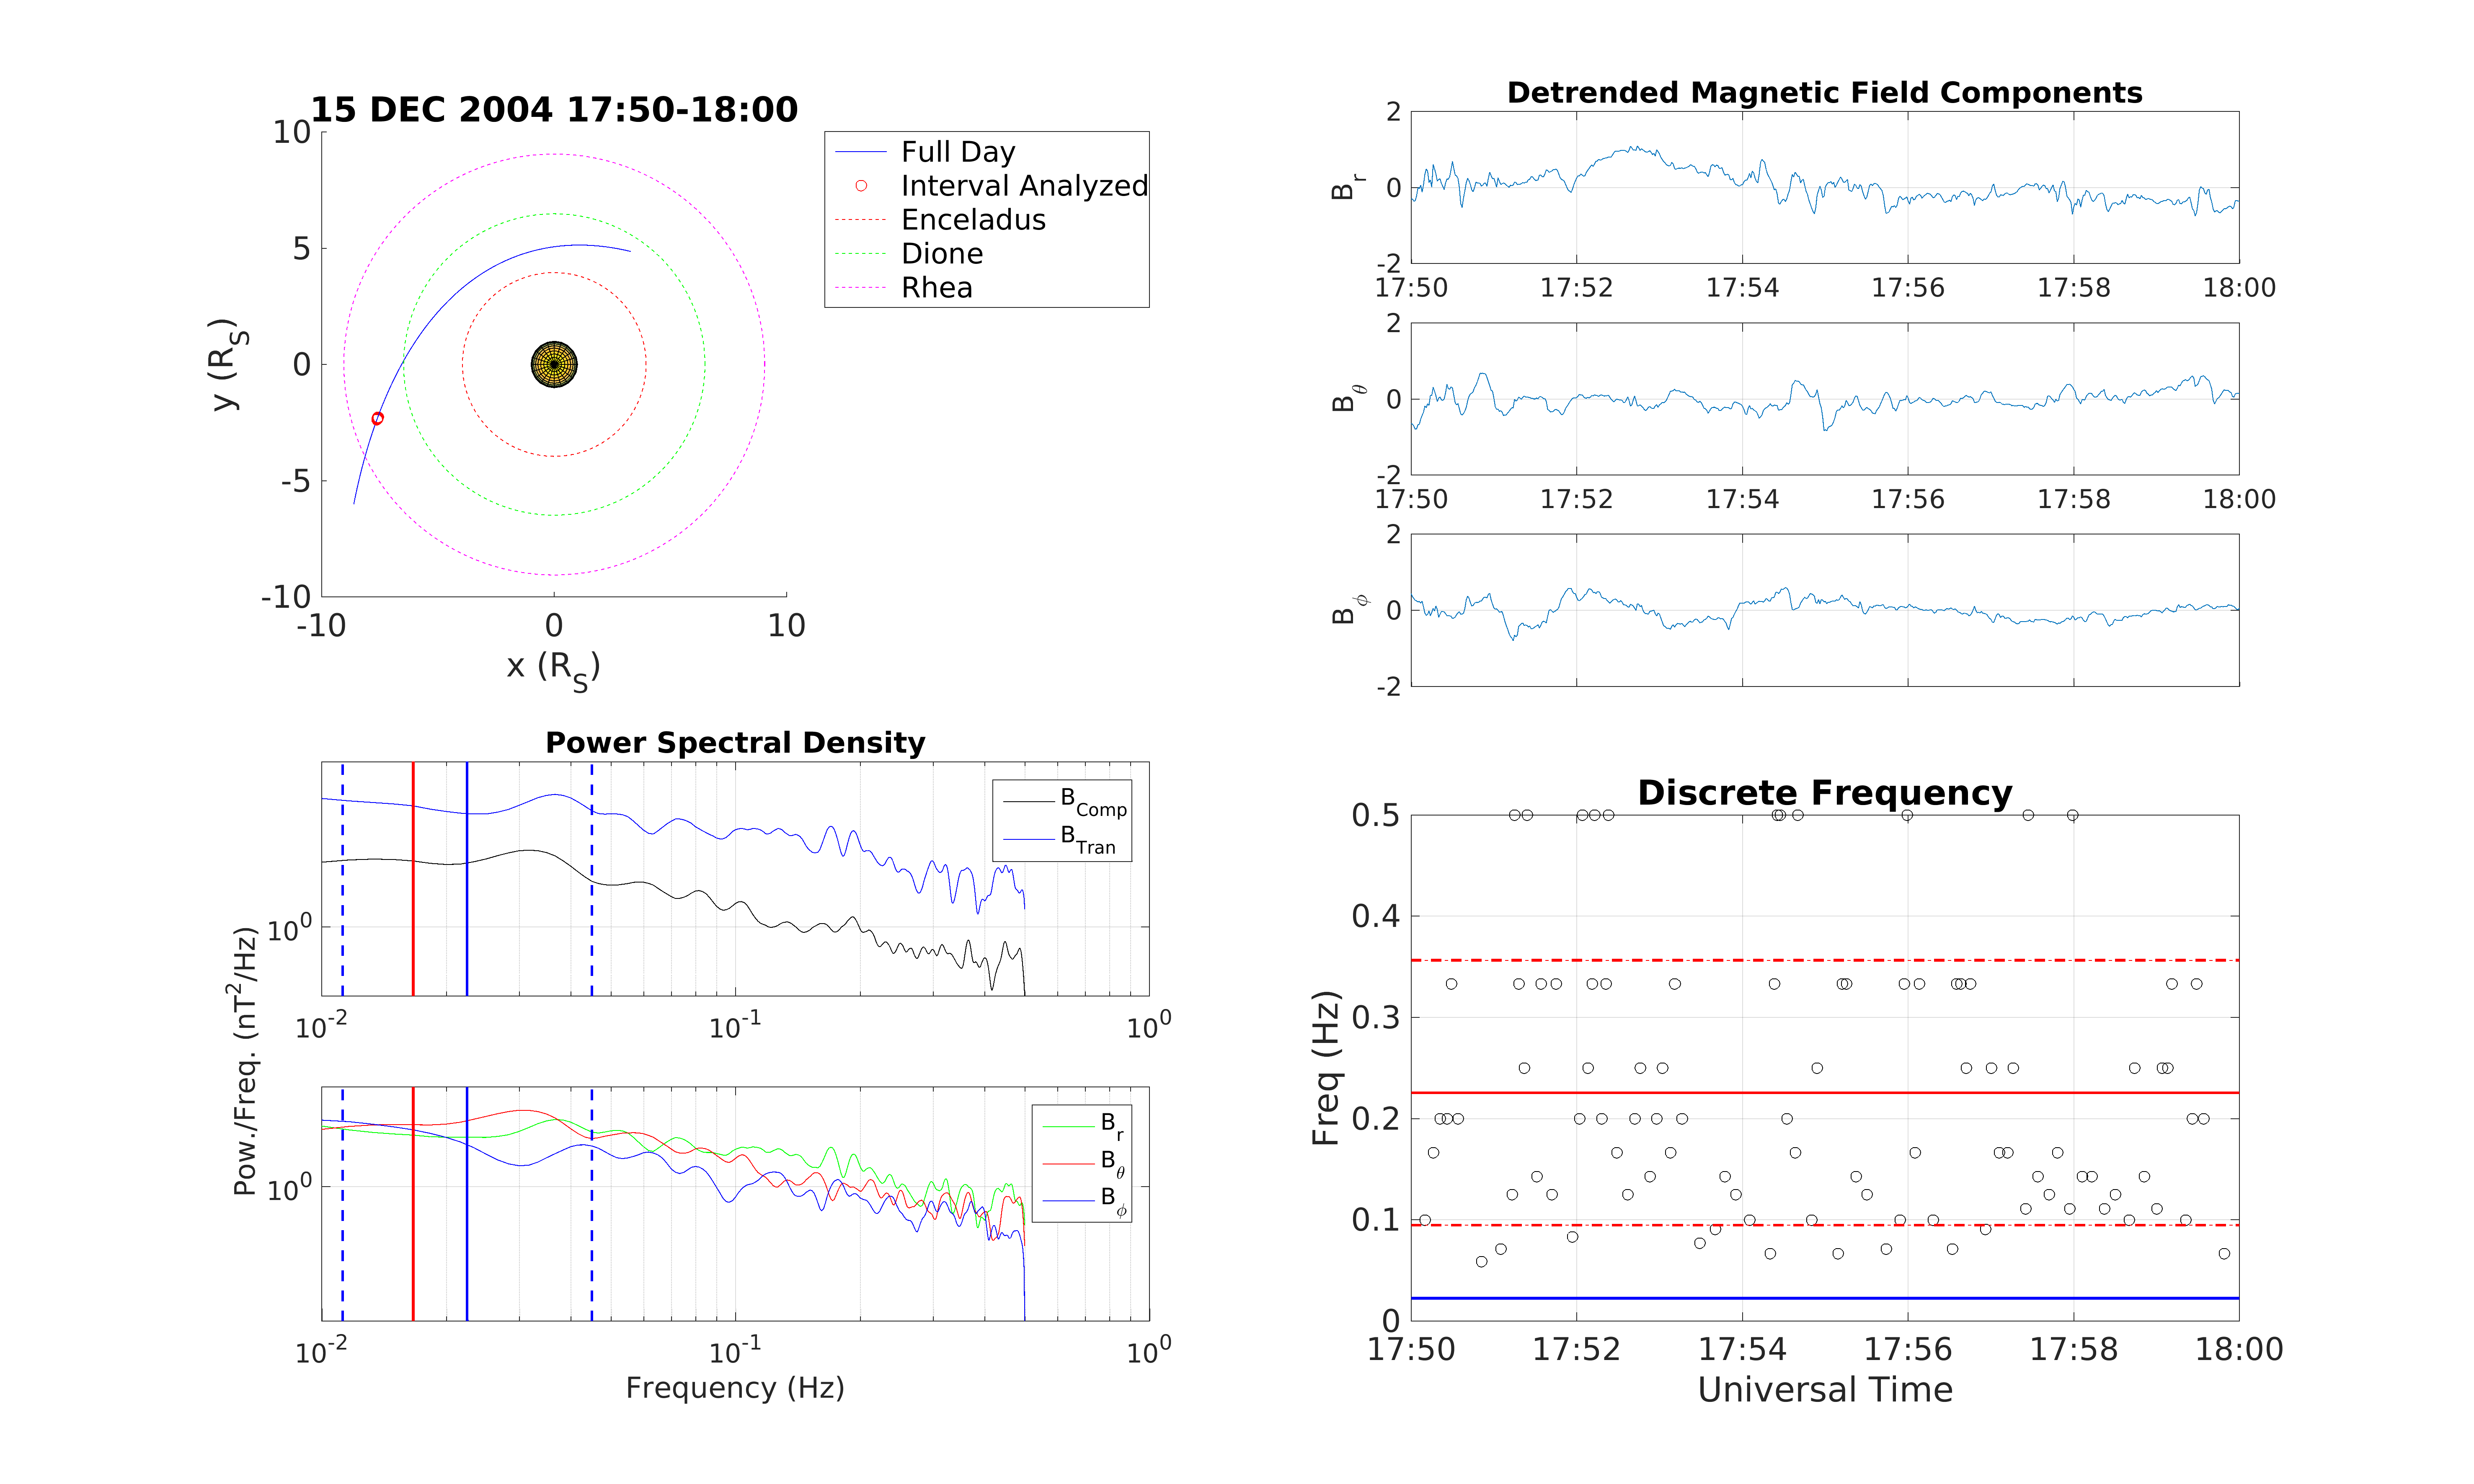 15 DEC 2004 17:50-18:00
10
5
0
-5
-10
-10 0 10
y (R_S)
x (R_S)
Full Day
Interval Analyzed
Enceladus
Dione
Rhea
Detrended Magnetic Field Components
2
0
-2
B_r
17:50 17:52 17:54 17:56 17:58 18:00
2
0
-2
B_θ
17:50 17:52 17:54 17:56 17:58 18:00
2
0
-2
B_ϕ
Power Spectral Density
B_Comp
B_Tran
10^0
10^-2 10^-1 10^0
Pow./Freq. (nT^2/Hz)
B_r
B_θ
B_ϕ
10^0
10^-2 10^-1 10^0
Frequency (Hz)
Discrete Frequency
0.5
0.4
0.3
0.2
0.1
0
Freq (Hz)
17:50 17:52 17:54 17:56 17:58 18:00
Universal Time